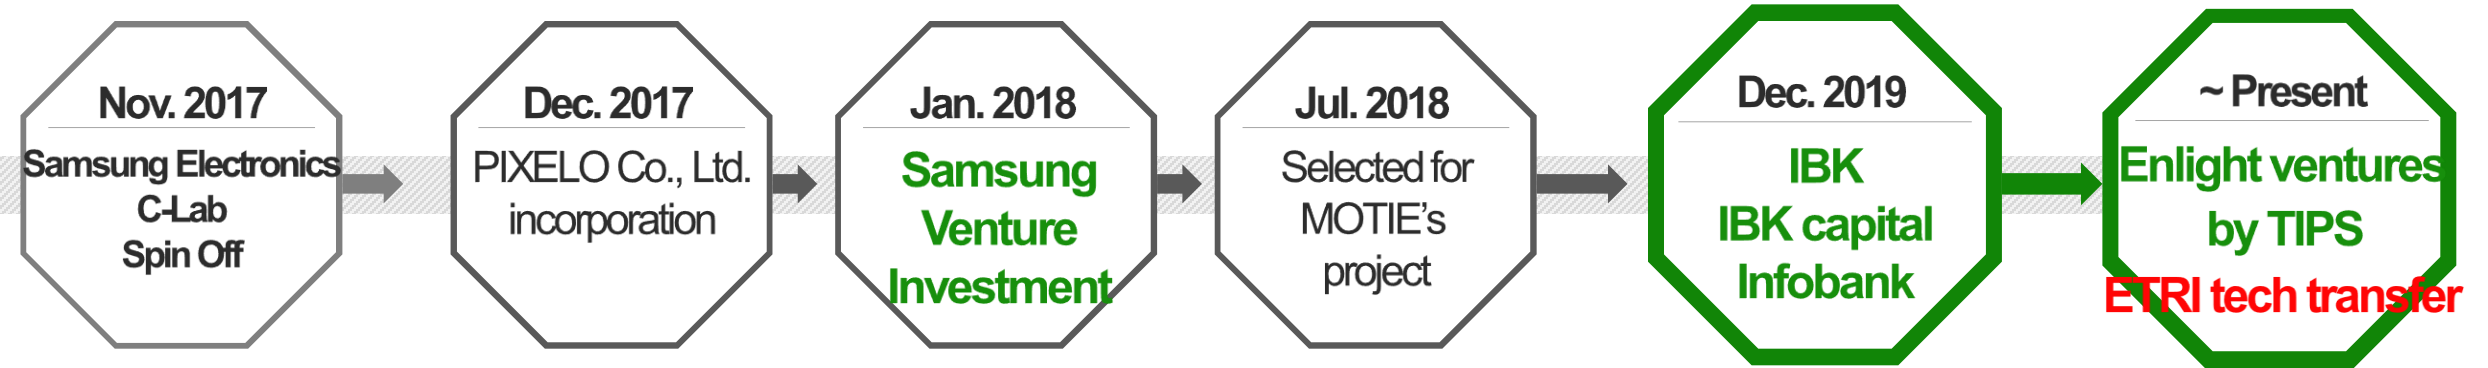 Nov. 2017
Samsung Electronics
C-Lab
Spin Off
Dec. 2017
PIXELO Co., Ltd.
incorporation
Jan. 2018
Samsung
Venture
Investment
Jul. 2018
Selected for
MOTIE’s
project
Dec. 2019
IBK
IBK capital
Infobank
~ Present
Enlight ventures
by TIPS
ETRI tech transfer